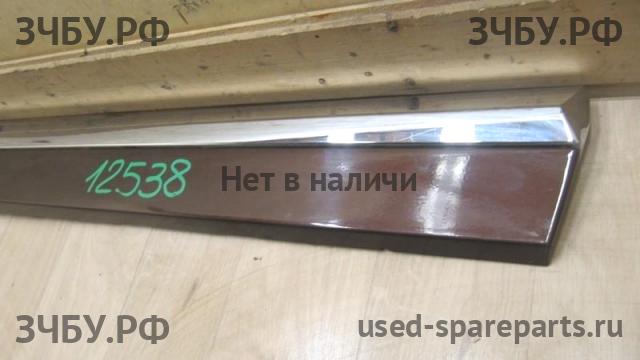 ЗЧБУ.РФ ЗЧБУ.РФ
12538 Нет в наличи
ЗЧБУ.РФ used-spareparts.ru